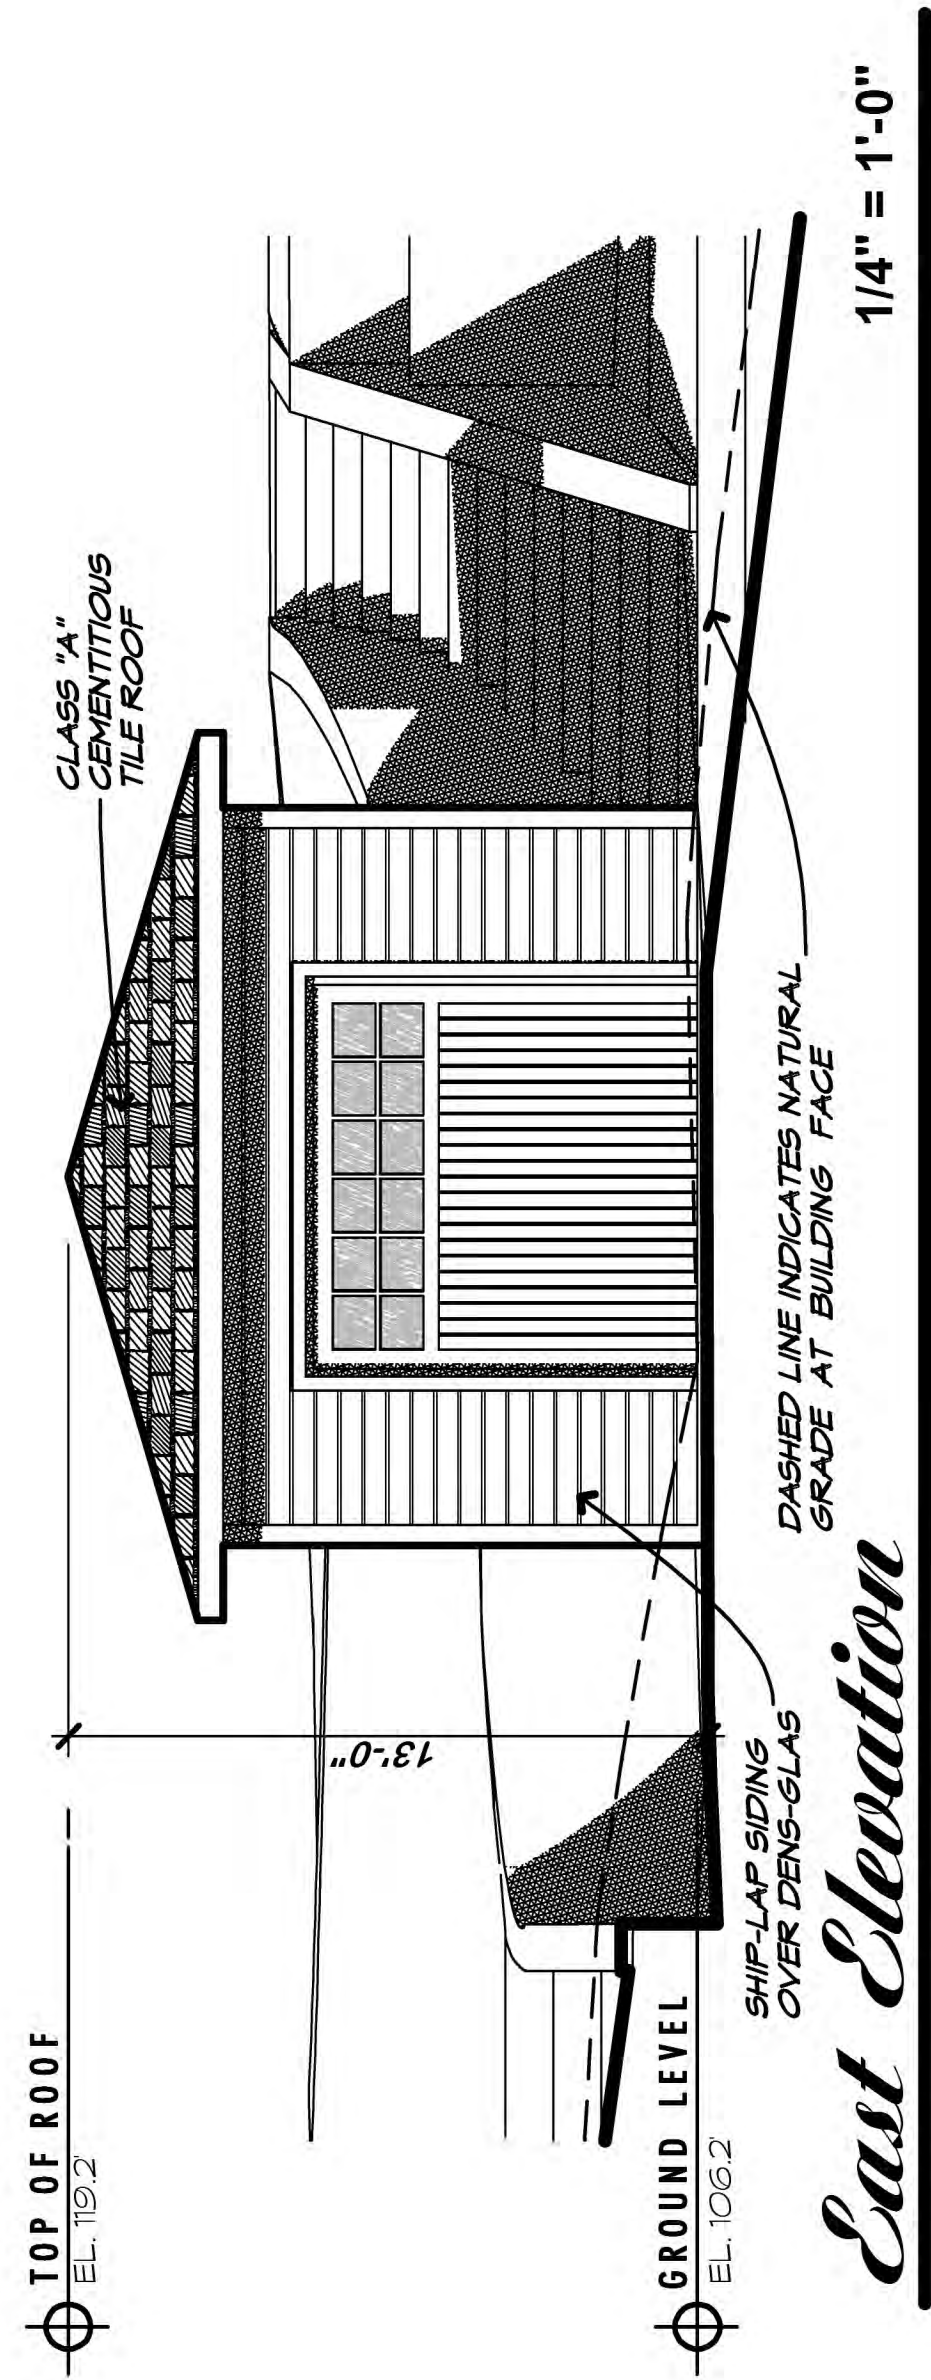 CLASS "A"
CEMENTITIOUS
TILE ROOF
TOP OF ROOF
EL. 119.2'
13'-0"
GROUND LEVEL
EL. 106.2'
SHIP-LAP SIDING
OVER DENS-GLAS
DASHED LINE INDICATES NATURAL
GRADE AT BUILDING FACE
East Elevation
1/4" = 1'-0"